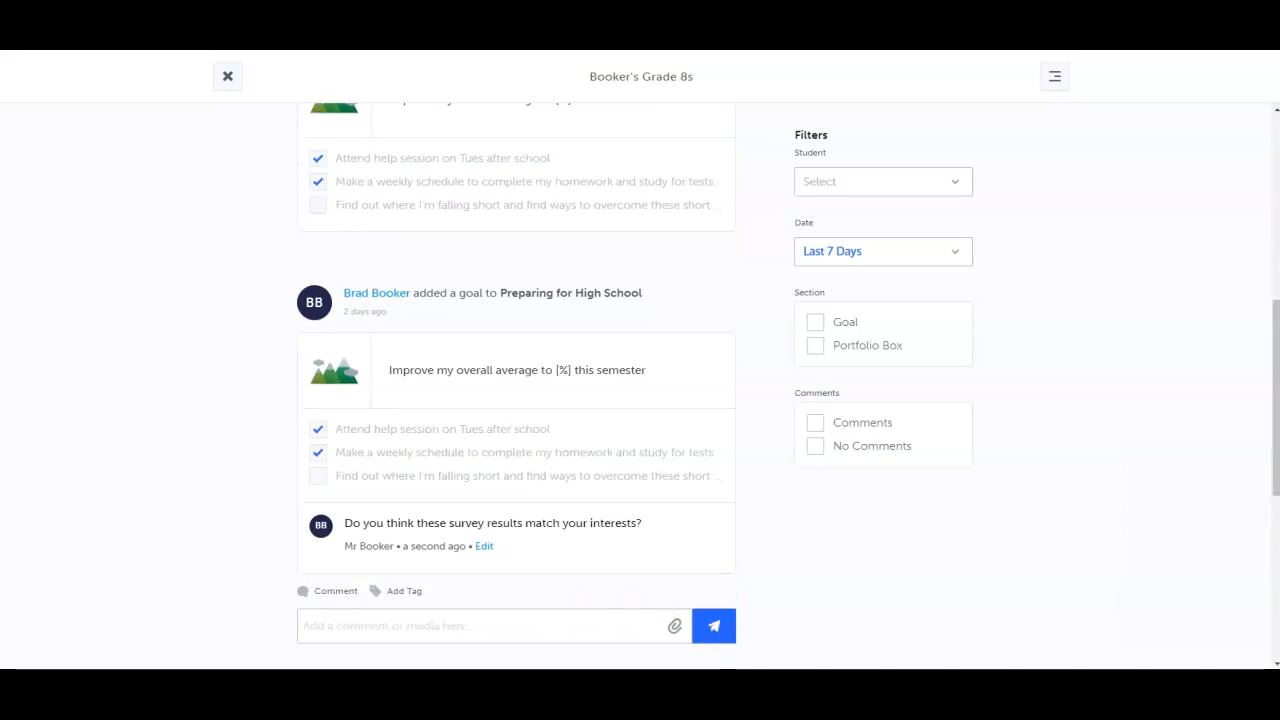 Booker's Grade 8s
Attend help session on Tues after school
Make a weekly schedule to complete my homework and study for tests.
Find out where I'm falling short and find ways to overcome these short ...
BB
Brad Booker added a goal to Preparing for High School
2 days ago
Improve my overall average to [%] this semester
Attend help session on Tues after school
Make a weekly schedule to complete my homework and study for tests.
Find out where I'm falling short and find ways to overcome these short ...
BB
Do you think these survey results match your interests?
Mr Booker • a second ago • Edit
Comment
Add Tag
Add a comment or media here ...
Filters
Student
Select
Date
Last 7 Days
Section
Goal
Portfolio Box
Comments
Comments
No Comments